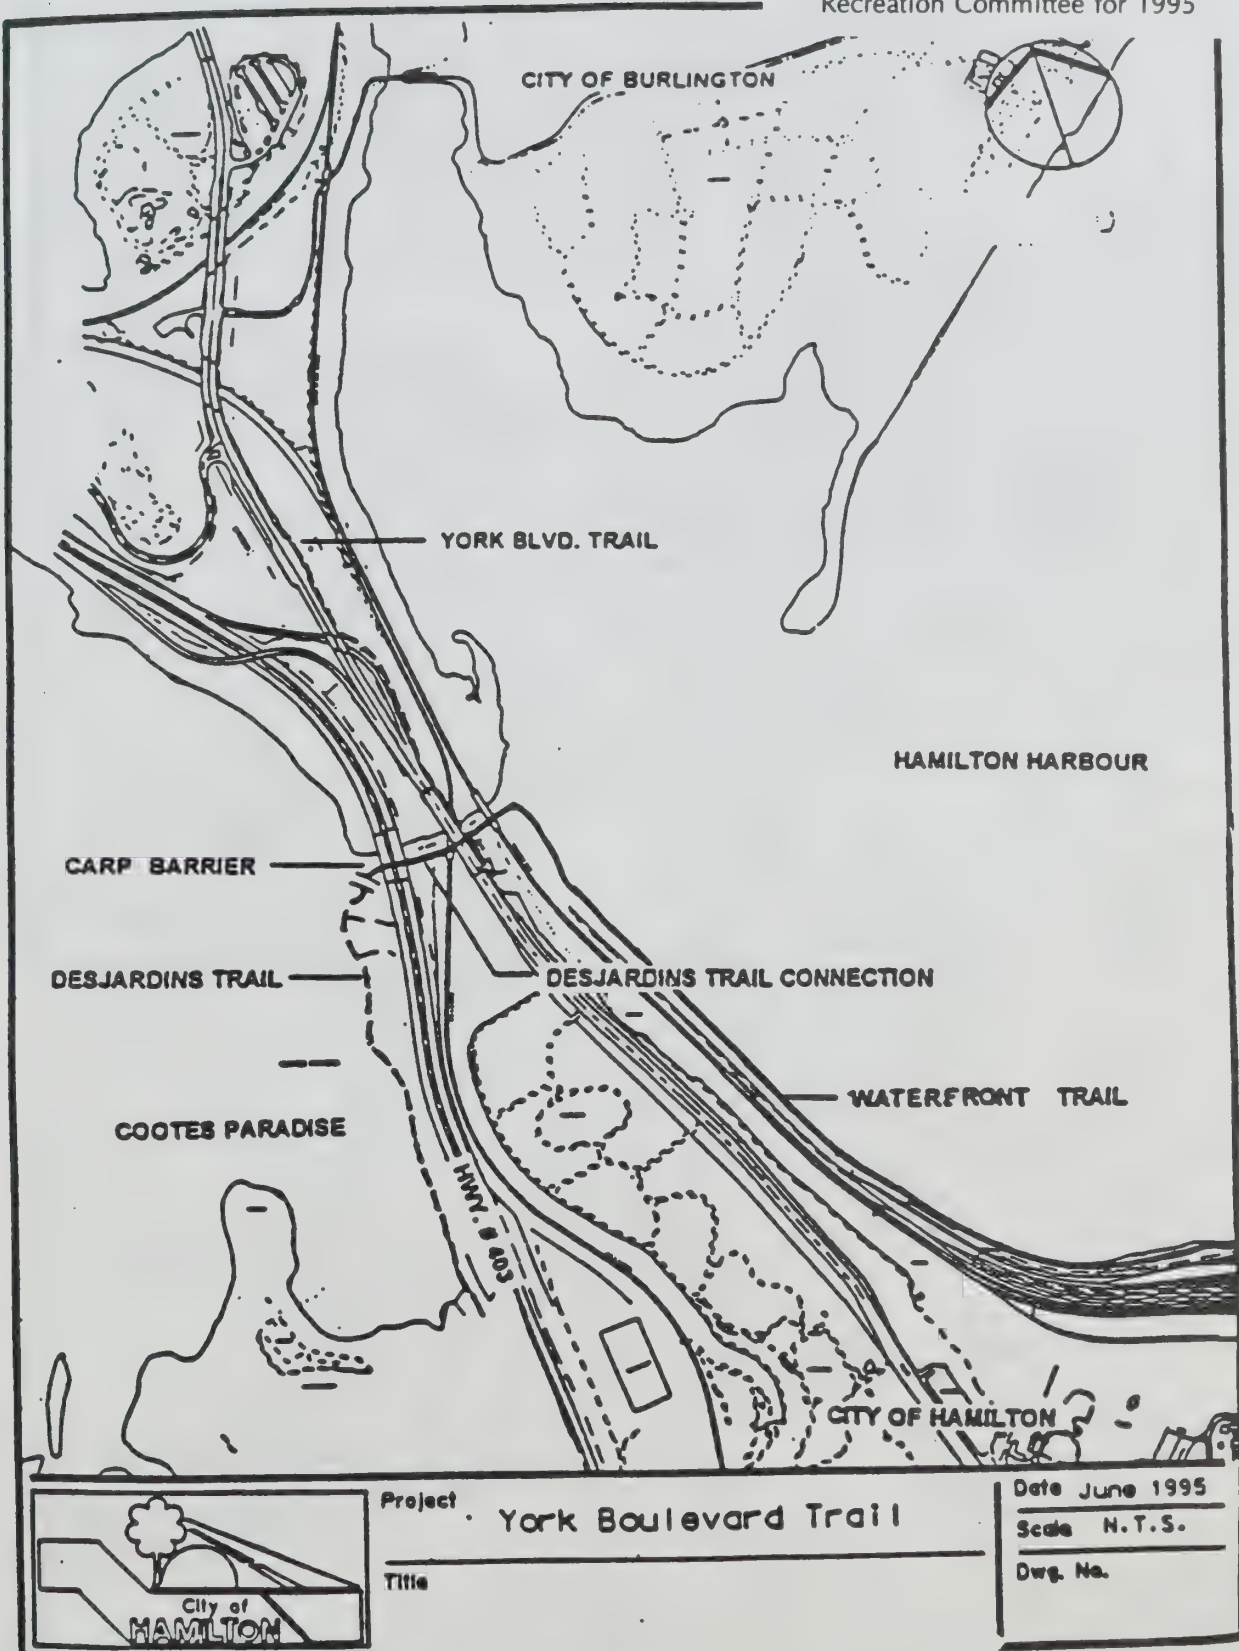 Recreation Committee for 1995
CITY OF BURLINGTON
YORK BLVD. TRAIL
HAMILTON HARBOUR
CARP BARRIER
DESJARDINS TRAIL
DESJARDINS TRAIL CONNECTION
WATERFRONT TRAIL
COOTES PARADISE
HWY. # 403
CITY OF HAMILTON
Project
York Boulevard Trail
Title
Date June 1995
Scale N.T.S.
Dwg. No.
City of
HAMILTON